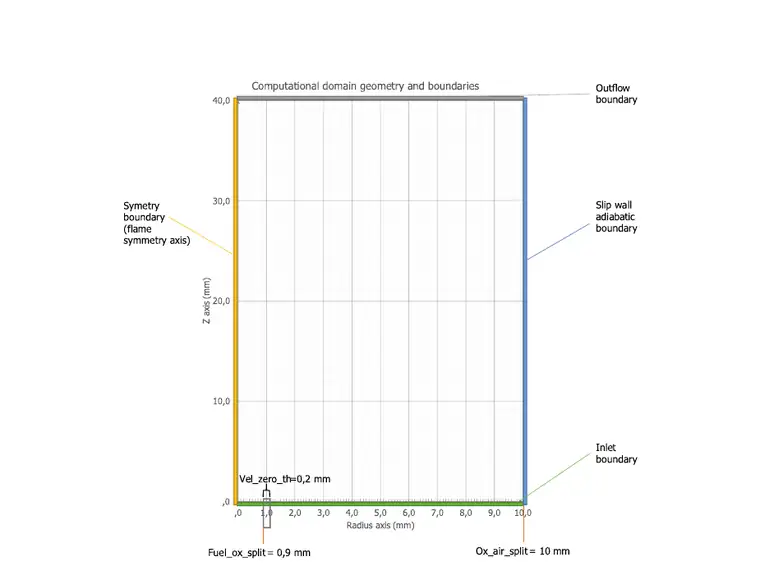 Computational domain geometry and boundaries
Outflow
boundary
40,0
30,0
20,0
10,0
,0
Z axis (mm)
Symetry
boundary
(flame
symmetry axis)
Slip wall
adiabatic
boundary
Inlet
boundary
Vel_zero_th=0,2 mm
,0 1,0 2,0 3,0 4,0 5,0 6,0 7,0 8,0 9,0 10,0
Radius axis (mm)
Fuel_ox_split = 0,9 mm
Ox_air_split = 10 mm